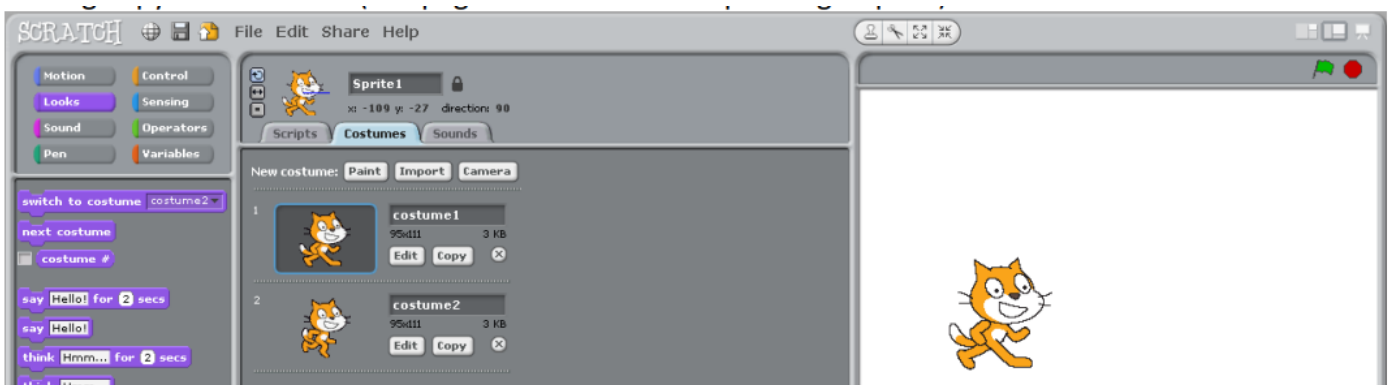 SCRATCH File Edit Share Help
Motion Control
Looks Sensing
Sound Operators
Pen Variables
switch to costume costume2
next costume
costume #
say Hello! for 2 secs
say Hello!
think Hmm... for 2 secs
Sprite1
x: -109 y: -27 direction: 90
Scripts Costumes Sounds
New costume: Paint Import Camera
1
costume1
95x111 3 KB
Edit Copy
2
costume2
95x111 3 KB
Edit Copy